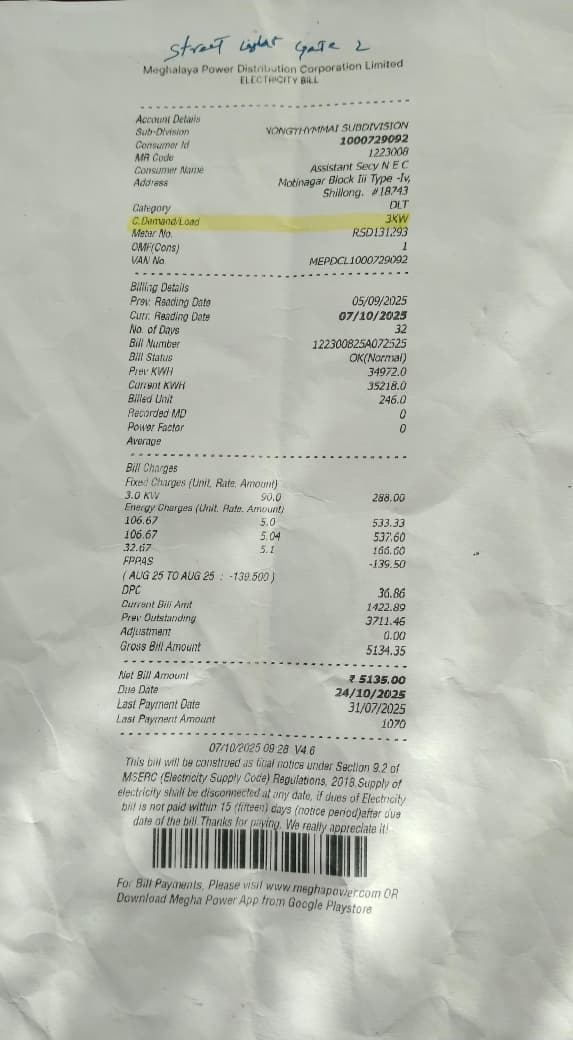 Street Light Gate 2
Meghalaya Power Distribution Corporation Limited
ELECTRICITY BILL
Account Details
Sub-Division NONGTHYMMAI SUBDIVISION
Consumer Id 1000729092
MR Code 1223008
Consumer Name Assistant Secy N E C
Address Motinagar Block Iii Type -Iv,
Shillong. #18743
Category DLT
C.Demand/Load 3KW
Meter No. RSD131293
OMF(Cons) 1
VAN No. MEPDCL1000729092
Billing Details
Prev. Reading Date 05/09/2025
Curr. Reading Date 07/10/2025
No. of Days 32
Bill Number 122300825A072525
Bill Status OK(Normal)
Prev KWH 34972.0
Current KWH 35218.0
Billed Unit 246.0
Recorded MD 0
Power Factor 0
Average
Bill Charges
Fixed Charges (Unit, Rate, Amount)
3.0 KW 90.0 288.00
Energy Charges (Unit, Rate, Amount)
106.67 5.0 533.33
106.67 5.04 537.60
32.67 5.1 166.60
FPPAS -139.50
( AUG 25 TO AUG 25 : -139.500 )
DPC 36.86
Current Bill Amt 1422.89
Prev Outstanding 3711.46
Adjustment 0.00
Gross Bill Amount 5134.35
Net Bill Amount ₹ 5135.00
Due Date 24/10/2025
Last Payment Date 31/07/2025
Last Payment Amount 1070
07/10/2025 09:28 V4.6
This bill will be construed as final notice under Section 9.2 of
MSERC (Electricity Supply Code) Regulations, 2018.Supply of
electricity shall be disconnected at any date, if dues of Electricity
bill is not paid within 15 (fifteen) days (notice period)after due
date of the bill.Thanks for paying. We really appreciate it!
For Bill Payments, Please visit www.meghapower.com OR
Download Megha Power App from Google Playstore